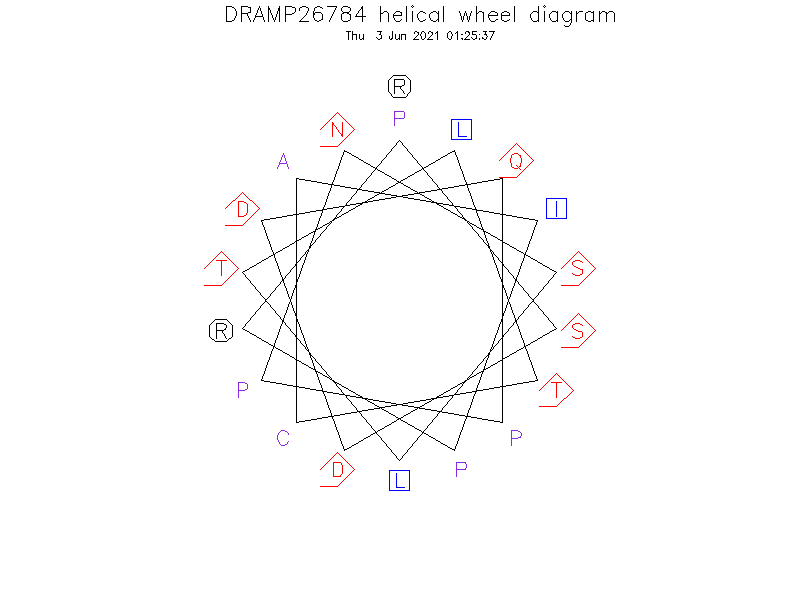 DRAMP26784 helical wheel diagram
Thu 3 Jun 2021 01:25:37
R
N P L
A Q
D I
T S
R S
P T
C P
D L P